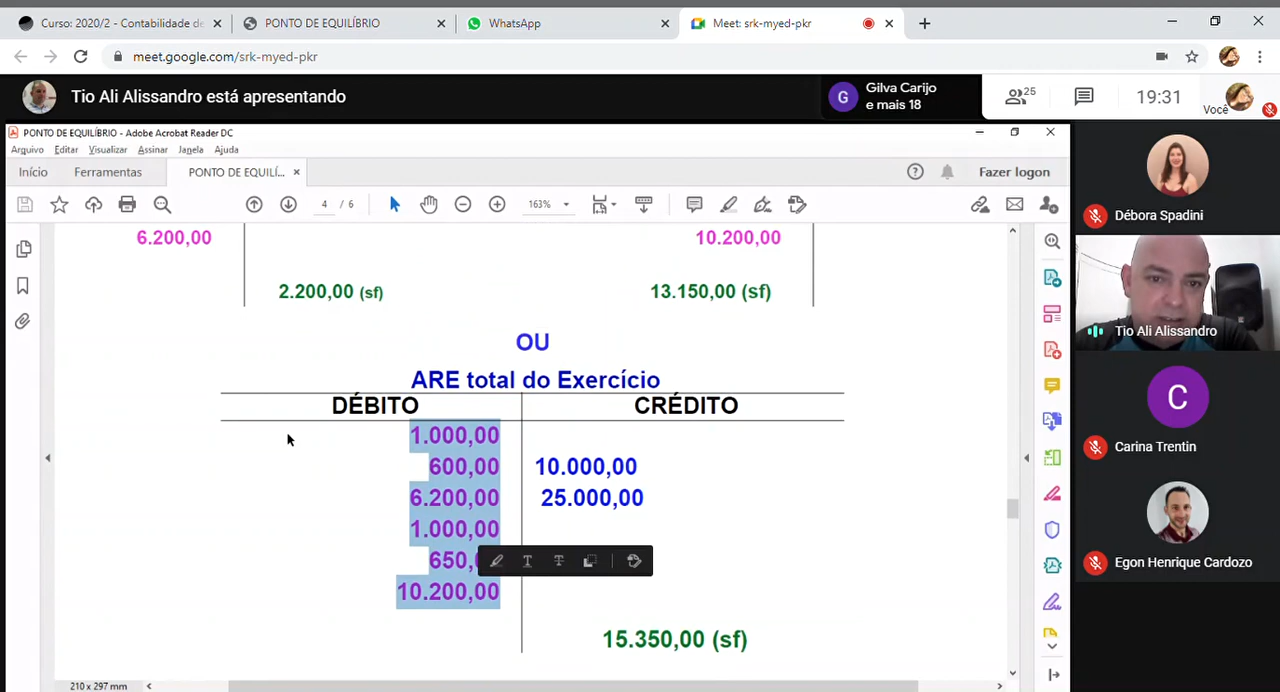 Curso: 2020/2 - Contabilidade de
PONTO DE EQUILÍBRIO
WhatsApp
Meet: srk-myed-pkr
meet.google.com/srk-myed-pkr
Tio Ali Alissandro está apresentando
G
Gilva Carijo
e mais 18
25
19:31
Você
PONTO DE EQUILÍBRIO - Adobe Acrobat Reader DC
Arquivo Editar Visualizar Assinar Janela Ajuda
Início Ferramentas PONTO DE EQUILÍ... Fazer logon
4 / 6 163%
6.200,00 10.200,00
2.200,00 (sf) 13.150,00 (sf)
OU
ARE total do Exercício
DÉBITO CRÉDITO
1.000,00
600,00 10.000,00
6.200,00 25.000,00
1.000,00
650,
10.200,00
15.350,00 (sf)
210 x 297 mm
Débora Spadini
Tio Ali Alissandro
C
Carina Trentin
Egon Henrique Cardozo